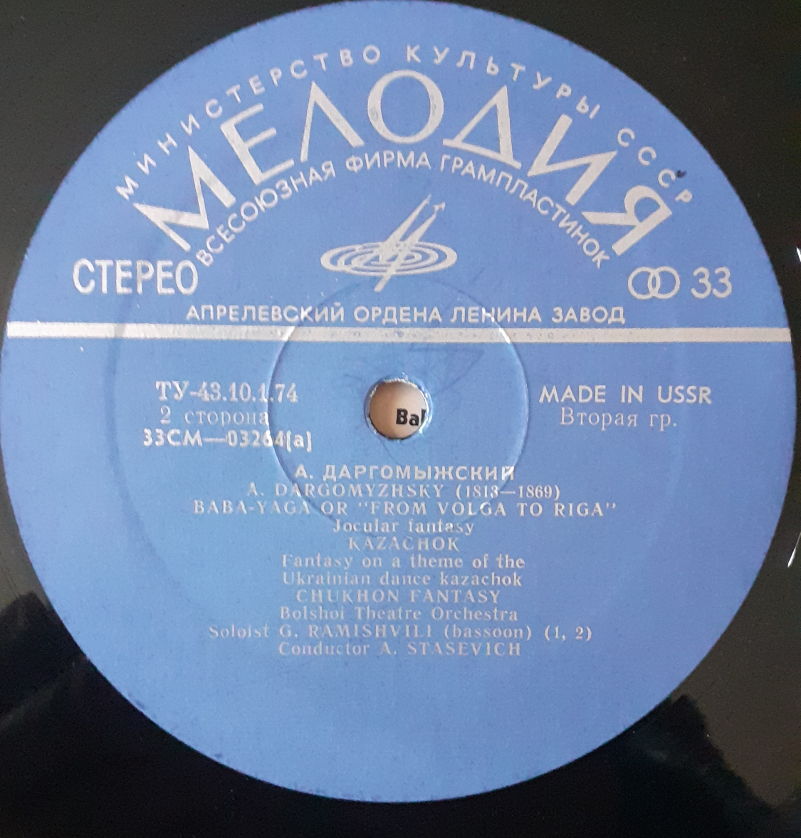 МИНИСТЕРСТВО КУЛЬТУРЫ СССР
МЕЛОДИЯ
ВСЕСОЮЗНАЯ ФИРМА ГРАМПЛАСТИНОК
СТЕРЕО
33
АПРЕЛЕВСКИЙ ОРДЕНА ЛЕНИНА ЗАВОД
ТУ-43.10.1.74
MADE IN USSR
2 сторона
Вторая гр.
33СМ—03264[а]
Bal
А. ДАРГОМЫЖСКИЙ
A. DARGOMYZHSKY (1813—1869)
BABA-YAGA OR "FROM VOLGA TO RIGA"
Jocular fantasy
KAZACHOK
Fantasy on a theme of the
Ukrainian dance kazachok
CHUKHON FANTASY
Bolshoi Theatre Orchestra
Soloist G. RAMISHVILI (bassoon) (1, 2)
Conductor A. STASEVICH